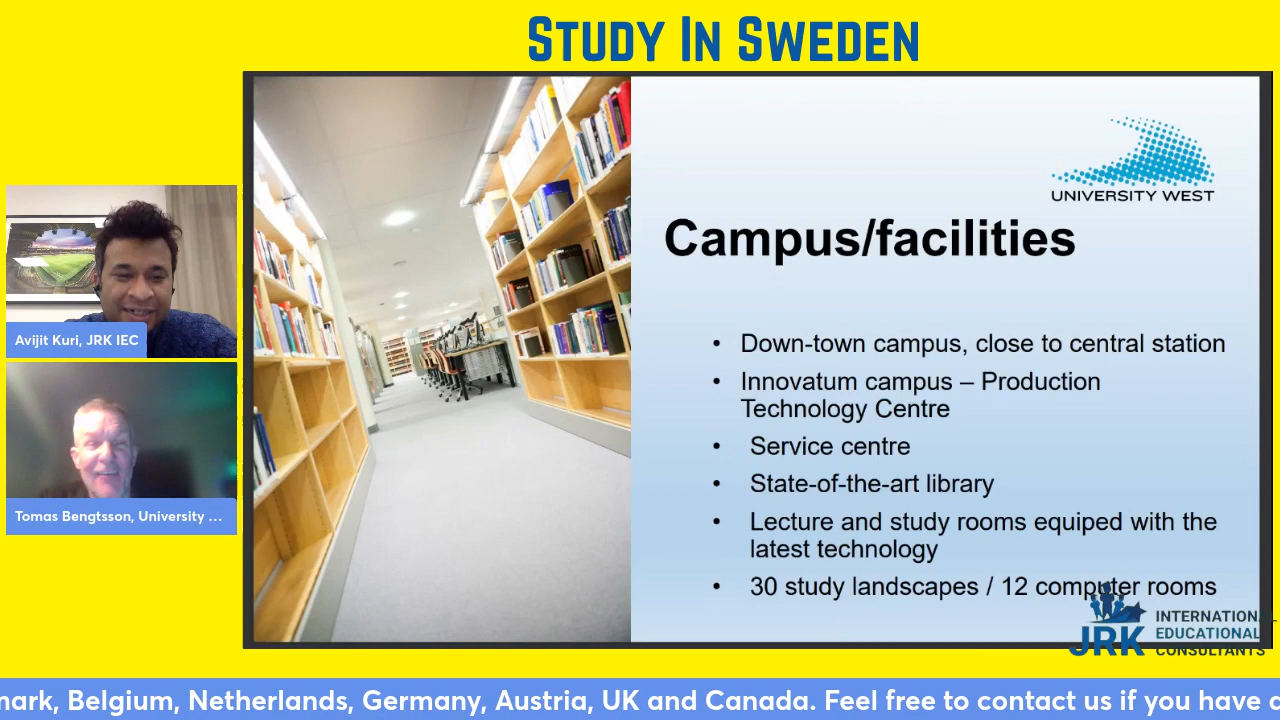 STUDY IN SWEDEN
UNIVERSITY WEST
Campus/facilities
• Down-town campus, close to central station
• Innovatum campus – Production
Technology Centre
• Service centre
• State-of-the-art library
• Lecture and study rooms equiped with the
latest technology
• 30 study landscapes / 12 computer rooms
Avijit Kuri, JRK IEC
Tomas Bengtsson, University ...
JRK
INTERNATIONAL
EDUCATIONAL
CONSULTANTS
Belgium, Netherlands, Germany, Austria, UK and Canada. Feel free to contact us if you have